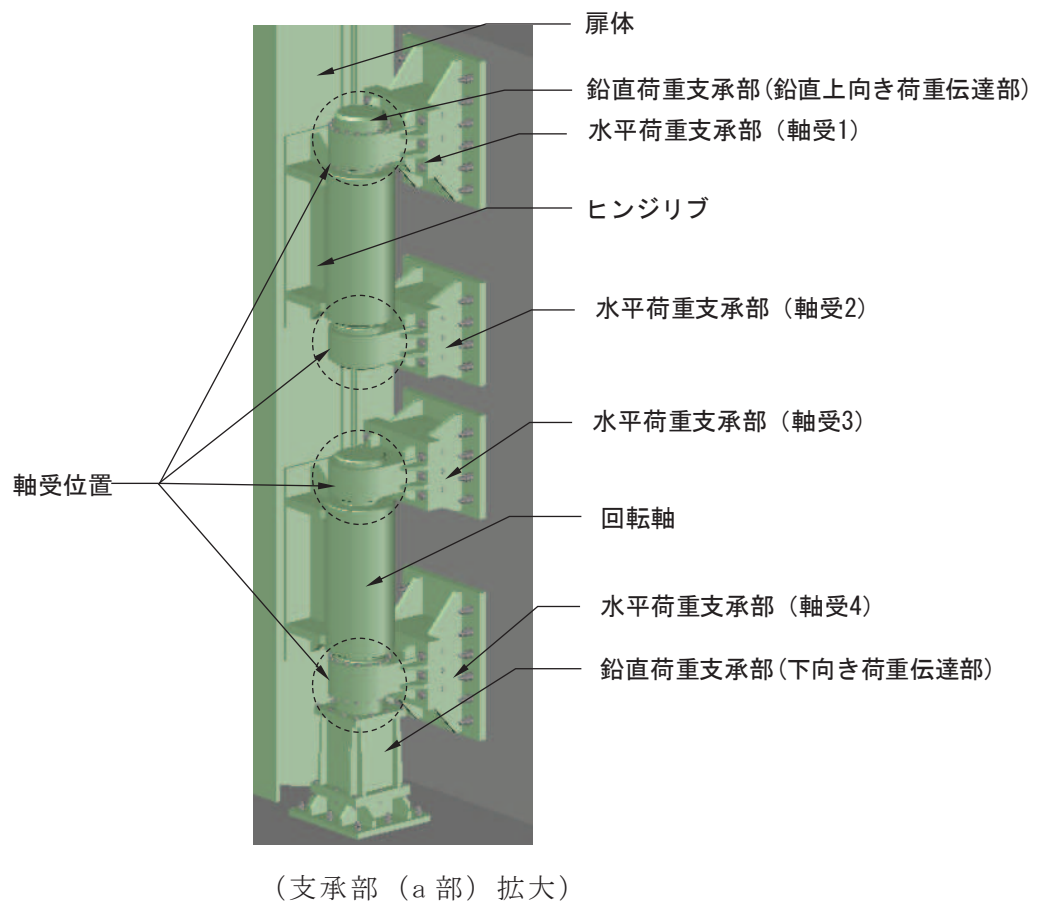 扉体
鉛直荷重支承部(鉛直上向き荷重伝達部)
水平荷重支承部（軸受1)
ヒンジリブ
水平荷重支承部（軸受2)
水平荷重支承部（軸受3)
軸受位置
回転軸
水平荷重支承部（軸受4)
鉛直荷重支承部(下向き荷重伝達部)
（支承部（a 部）拡大）